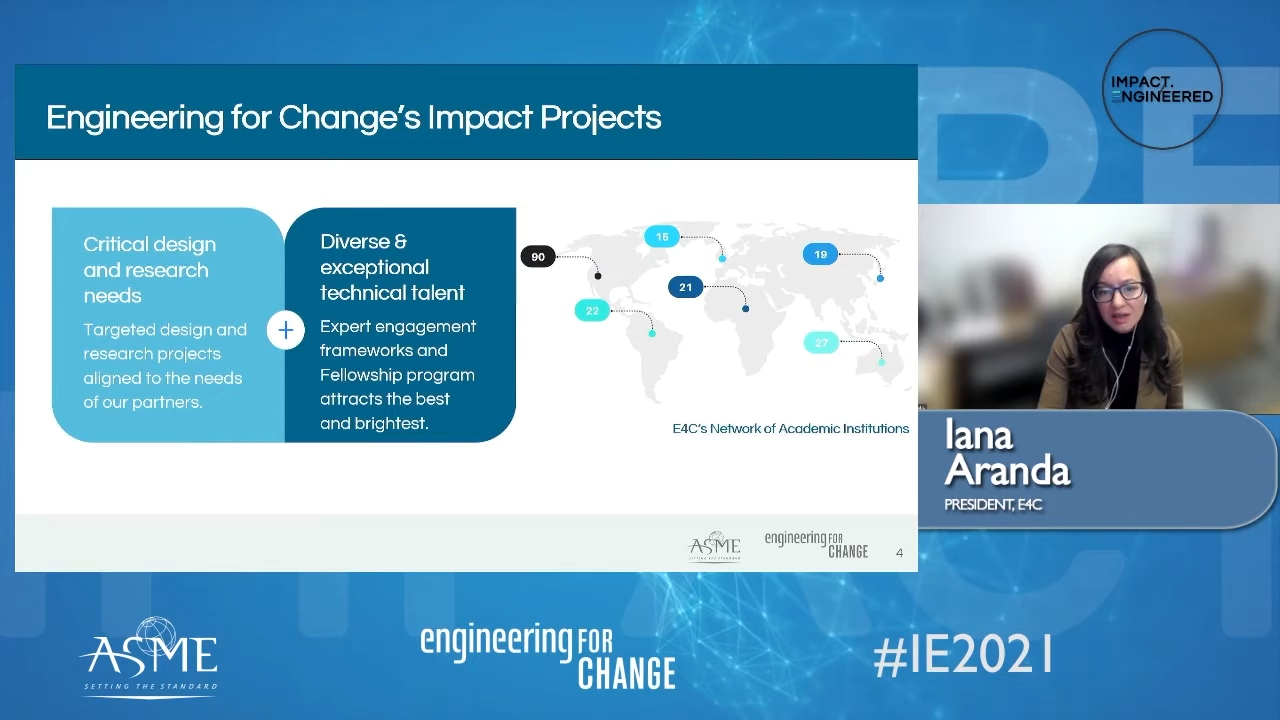 IMPACT.
ENGINEERED
Engineering for Change's Impact Projects
Critical design
and research
needs
Targeted design and
research projects
aligned to the needs
of our partners.
+
Diverse &
exceptional
technical talent
Expert engagement
frameworks and
Fellowship program
attracts the best
and brightest.
90
15
19
21
22
27
E4C's Network of Academic Institutions
ASME
SETTING THE STANDARD
engineering FOR
CHANGE
4
Iana
Aranda
PRESIDENT, E4C
ASME
SETTING THE STANDARD
engineering FOR
CHANGE
#IE2021